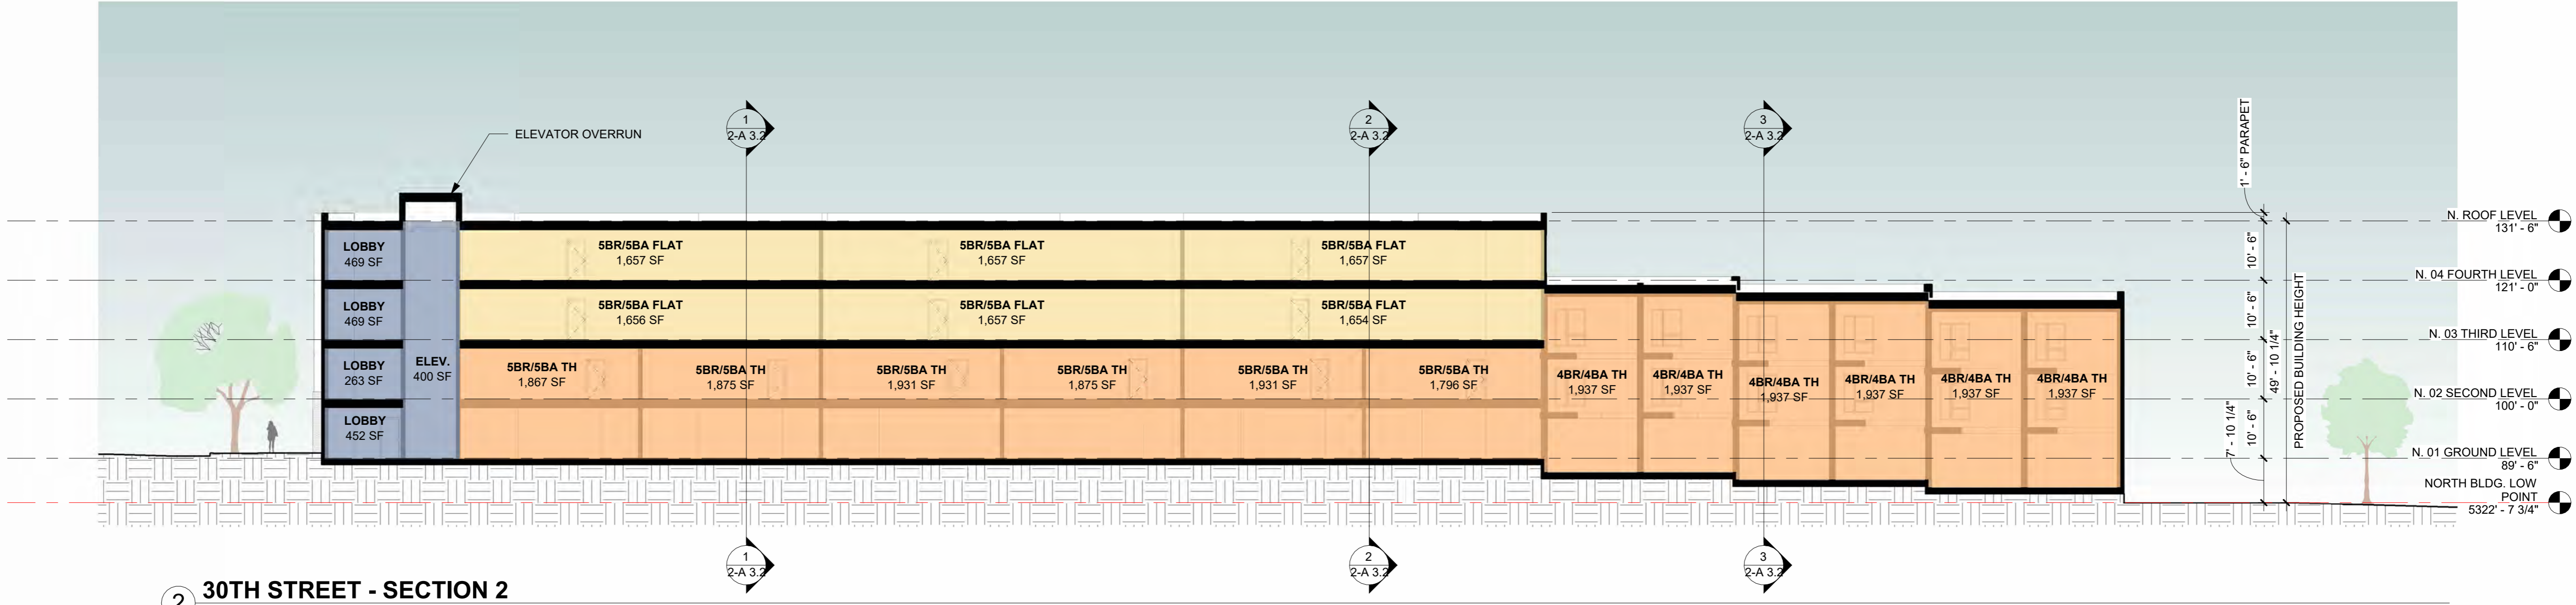 ELEVATOR OVERRUN
1
2-A 3.2
2
2-A 3.2
3
2-A 3.2
1' - 6" PARAPET
N. ROOF LEVEL
131' - 6"
10' - 6"
LOBBY
469 SF
5BR/5BA FLAT
1,657 SF
5BR/5BA FLAT
1,657 SF
5BR/5BA FLAT
1,657 SF
N. 04 FOURTH LEVEL
121' - 0"
10' - 6"
LOBBY
469 SF
5BR/5BA FLAT
1,656 SF
5BR/5BA FLAT
1,657 SF
5BR/5BA FLAT
1,654 SF
N. 03 THIRD LEVEL
110' - 6"
10' - 6"
49' - 10 1/4"
PROPOSED BUILDING HEIGHT
LOBBY
263 SF
ELEV.
400 SF
5BR/5BA TH
1,867 SF
5BR/5BA TH
1,875 SF
5BR/5BA TH
1,931 SF
5BR/5BA TH
1,875 SF
5BR/5BA TH
1,931 SF
5BR/5BA TH
1,796 SF
4BR/4BA TH
1,937 SF
4BR/4BA TH
1,937 SF
4BR/4BA TH
1,937 SF
4BR/4BA TH
1,937 SF
4BR/4BA TH
1,937 SF
4BR/4BA TH
1,937 SF
N. 02 SECOND LEVEL
100' - 0"
10' - 6"
7' - 10 1/4"
LOBBY
452 SF
N. 01 GROUND LEVEL
89' - 6"
NORTH BLDG. LOW
POINT
5322' - 7 3/4"
1
2-A 3.2
2
2-A 3.2
3
2-A 3.2
2
30TH STREET - SECTION 2